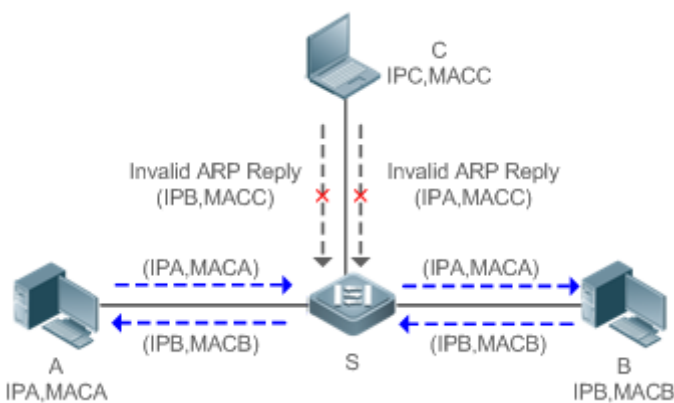 C
IPC,MACC
Invalid ARP Reply
(IPB,MACC)
Invalid ARP Reply
(IPA,MACC)
(IPA,MACA)
(IPA,MACA)
(IPB,MACB)
(IPB,MACB)
A
IPA,MACA
S
B
IPB,MACB